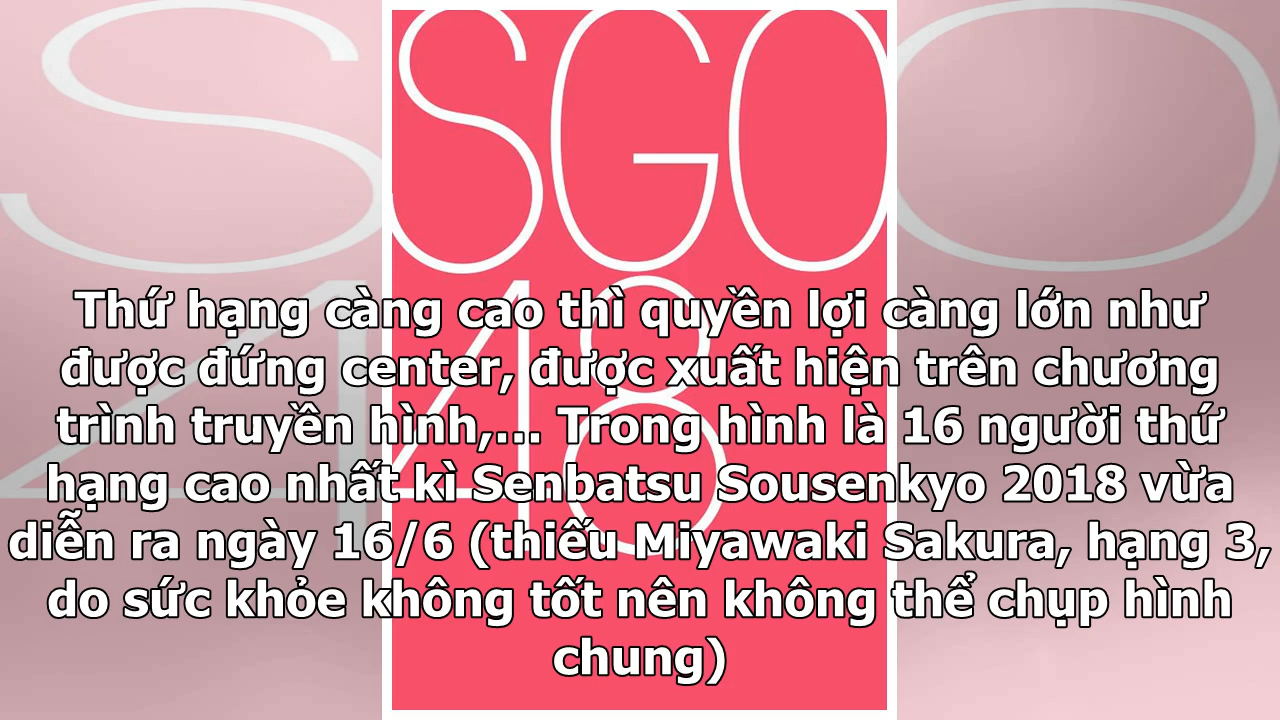 SGO
48
Thứ hạng càng cao thì quyền lợi càng lớn như
được đứng center, được xuất hiện trên chương
trình truyền hình,... Trong hình là 16 người thứ
hạng cao nhất kì Senbatsu Sousenkyo 2018 vừa
diễn ra ngày 16/6 (thiếu Miyawaki Sakura, hạng 3,
do sức khỏe không tốt nên không thể chụp hình
chung)